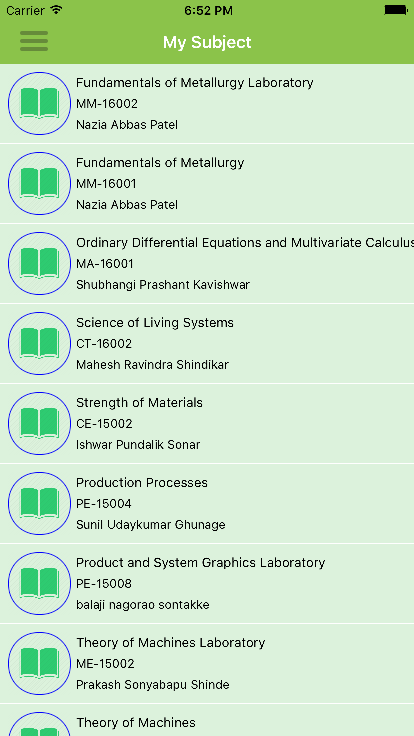 Carrier 6:52 PM
My Subject
Fundamentals of Metallurgy Laboratory
MM-16002
Nazia Abbas Patel
Fundamentals of Metallurgy
MM-16001
Nazia Abbas Patel
Ordinary Differential Equations and Multivariate Calculus
MA-16001
Shubhangi Prashant Kavishwar
Science of Living Systems
CT-16002
Mahesh Ravindra Shindikar
Strength of Materials
CE-15002
Ishwar Pundalik Sonar
Production Processes
PE-15004
Sunil Udaykumar Ghunage
Product and System Graphics Laboratory
PE-15008
balaji nagorao sontakke
Theory of Machines Laboratory
ME-15002
Prakash Sonyabapu Shinde
Theory of Machines